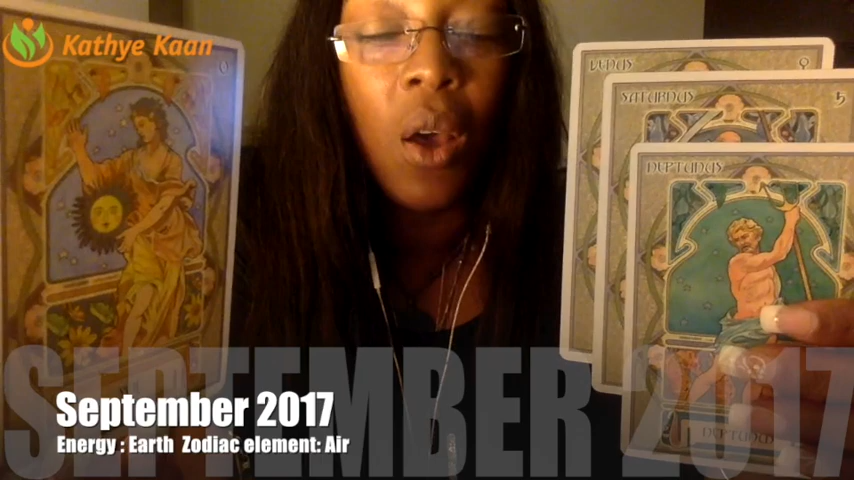 Kathye Kaan
VENUS
SATURNUS
5
NEPTUNUS
SEPTEMBER 2017
September 2017
Energy : Earth Zodiac element: Air
NEPTUNUS